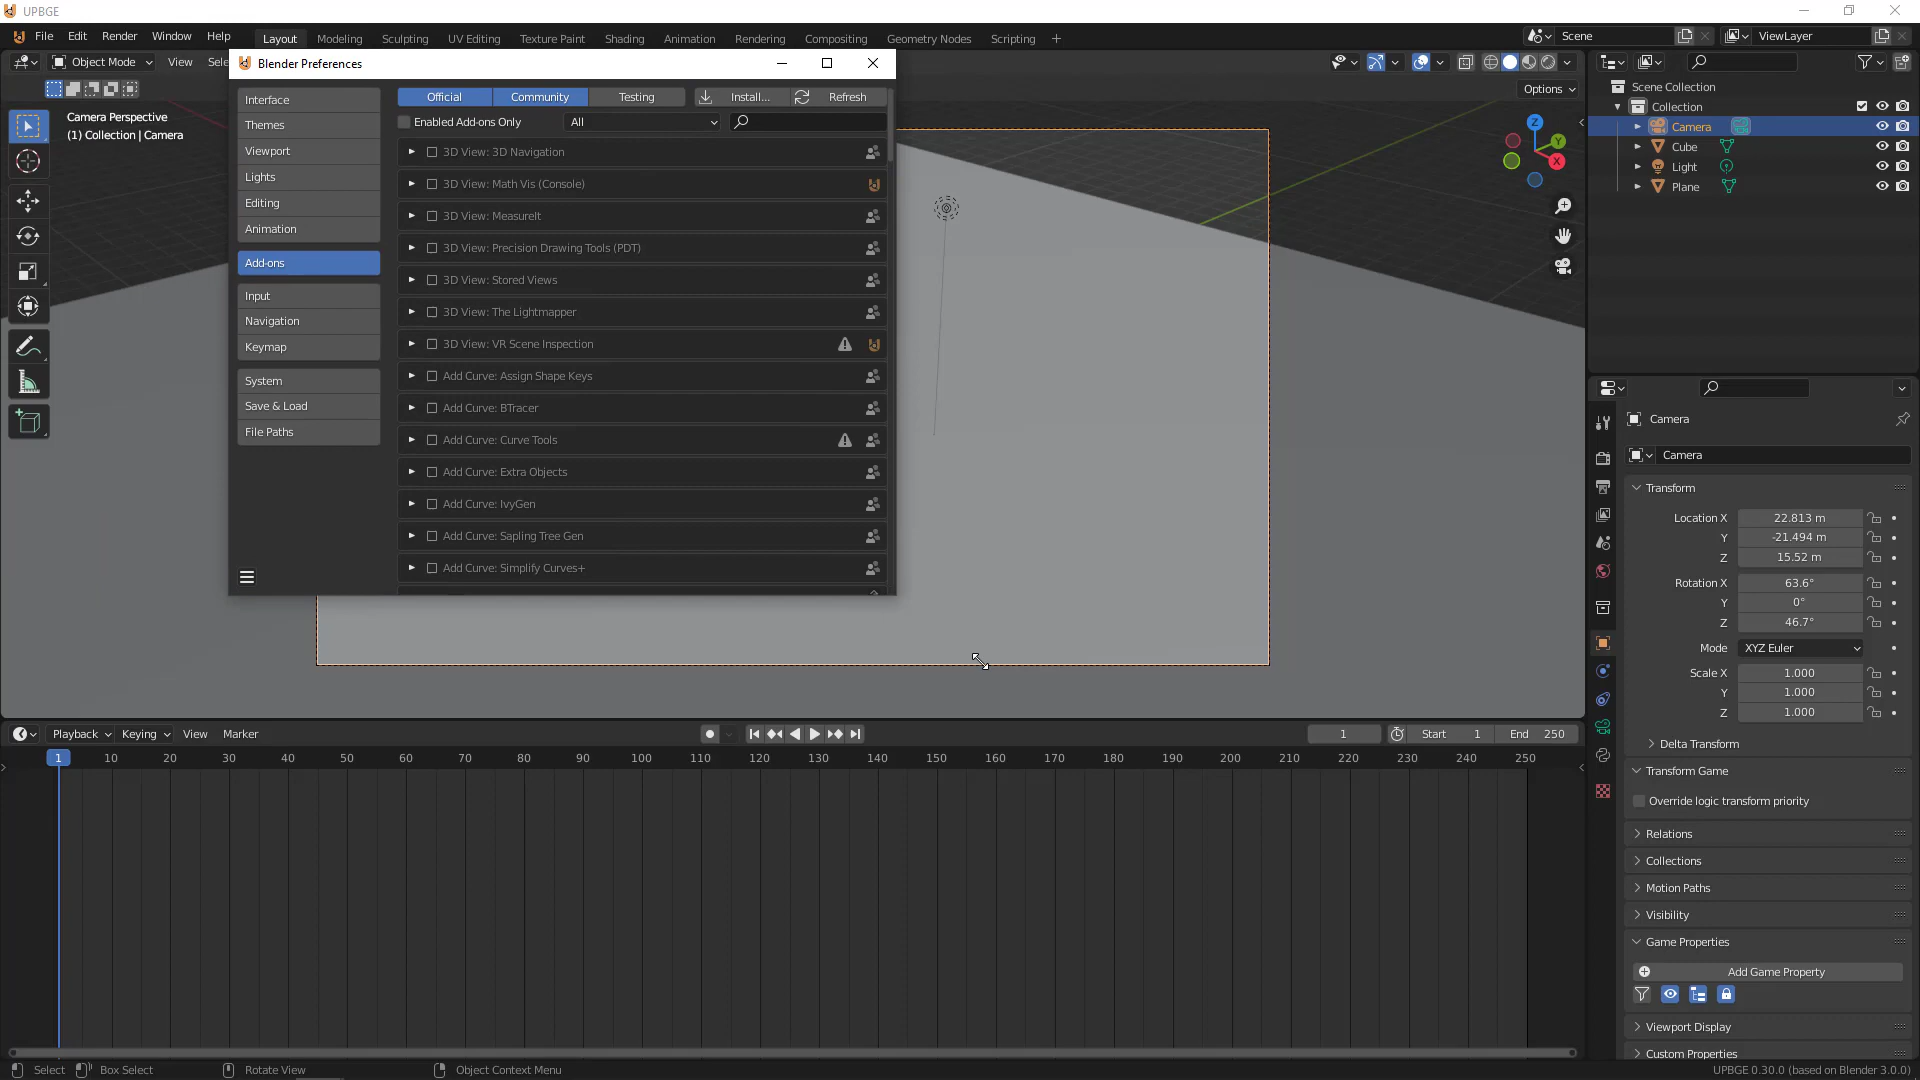 UPBGE
File Edit Render Window Help Layout Modeling Sculpting UV Editing Texture Paint Shading Animation Rendering Compositing Geometry Nodes Scripting Scene ViewLayer
Object Mode View Sele
Blender Preferences
Options
Camera Perspective
(1) Collection | Camera
Interface
Themes
Viewport
Lights
Editing
Animation
Add-ons
Input
Navigation
Keymap
System
Save & Load
File Paths
Official Community Testing Install... Refresh
Enabled Add-ons Only All
3D View: 3D Navigation
3D View: Math Vis (Console)
3D View: MeasureIt
3D View: Precision Drawing Tools (PDT)
3D View: Stored Views
3D View: The Lightmapper
3D View: VR Scene Inspection
Add Curve: Assign Shape Keys
Add Curve: BTracer
Add Curve: Curve Tools
Add Curve: Extra Objects
Add Curve: IvyGen
Add Curve: Sapling Tree Gen
Add Curve: Simplify Curves+
Z
Y
X
Scene Collection
Collection
Camera
Cube
Light
Plane
Camera
Camera
Transform
Location X 22.813 m
Y -21.494 m
Z 15.52 m
Rotation X 63.6°
Y 0°
Z 46.7°
Mode XYZ Euler
Scale X 1.000
Y 1.000
Z 1.000
Delta Transform
Transform Game
Override logic transform priority
Relations
Collections
Motion Paths
Visibility
Game Properties
Add Game Property
Viewport Display
Custom Properties
Playback Keying View Marker 1 Start 1 End 250
1 10 20 30 40 50 60 70 80 90 100 110 120 130 140 150 160 170 180 190 200 210 220 230 240 250
Select Box Select Rotate View Object Context Menu UPBGE 0.30.0 (based on Blender 3.0.0)